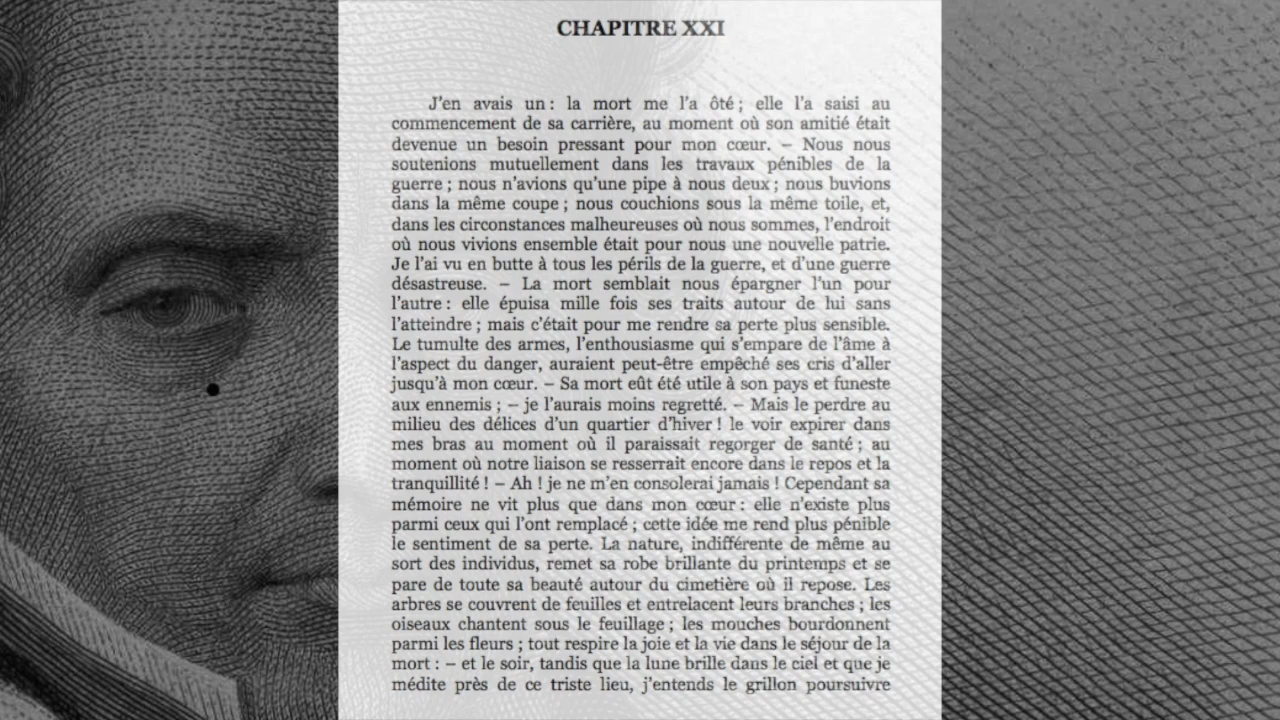 CHAPITRE XXI
J'en avais un : la mort me l'a ôté ; elle l'a saisi au
commencement de sa carrière, au moment où son amitié était
devenue un besoin pressant pour mon cœur. – Nous nous
soutenions mutuellement dans les travaux pénibles de la
guerre ; nous n'avions qu'une pipe à nous deux ; nous buvions
dans la même coupe ; nous couchions sous la même toile, et,
dans les circonstances malheureuses où nous sommes, l'endroit
où nous vivions ensemble était pour nous une nouvelle patrie.
Je l'ai vu en butte à tous les périls de la guerre, et d'une guerre
désastreuse. – La mort semblait nous épargner l'un pour
l'autre : elle épuisa mille fois ses traits autour de lui sans
l'atteindre ; mais c'était pour me rendre sa perte plus sensible.
Le tumulte des armes, l'enthousiasme qui s'empare de l'âme à
l'aspect du danger, auraient peut-être empêché ses cris d'aller
jusqu'à mon cœur. – Sa mort eût été utile à son pays et funeste
aux ennemis ; – je l'aurais moins regretté. – Mais le perdre au
milieu des délices d'un quartier d'hiver ! le voir expirer dans
mes bras au moment où il paraissait regorger de santé ; au
moment où notre liaison se resserrait encore dans le repos et la
tranquillité ! – Ah ! je ne m'en consolerai jamais ! Cependant sa
mémoire ne vit plus que dans mon cœur : elle n'existe plus
parmi ceux qui l'ont remplacé ; cette idée me rend plus pénible
le sentiment de sa perte. La nature, indifférente de même au
sort des individus, remet sa robe brillante du printemps et se
pare de toute sa beauté autour du cimetière où il repose. Les
arbres se couvrent de feuilles et entrelacent leurs branches ; les
oiseaux chantent sous le feuillage ; les mouches bourdonnent
parmi les fleurs ; tout respire la joie et la vie dans le séjour de la
mort : – et le soir, tandis que la lune brille dans le ciel et que je
médite près de ce triste lieu, j'entends le grillon poursuivre